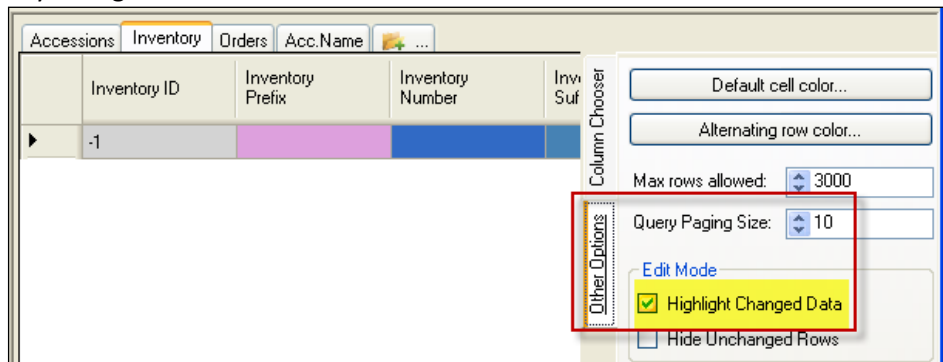 Accessions Inventory Orders Acc.Name ...
Inventory ID
Inventory Prefix
Inventory Number
Inv
Suf
-1
Column Chooser
Other Options
Default cell color...
Alternating row color...
Max rows allowed: 3000
Query Paging Size: 10
Edit Mode
Highlight Changed Data
Hide Unchanged Rows